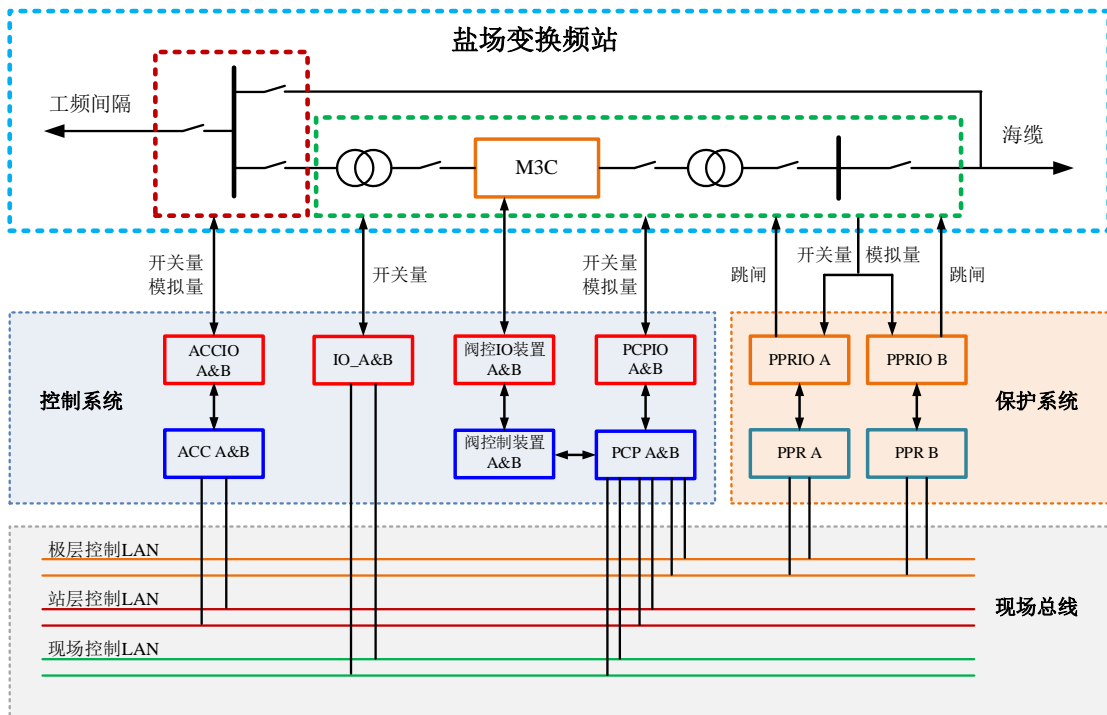 盐场变换频站
工频间隔
海缆
M3C
开关量
模拟量
开关量
开关量
模拟量
跳闸
开关量
模拟量
跳闸
控制系统
ACCIO
A&B
IO_A&B
阀控IO装置
A&B
PCPIO
A&B
ACC A&B
阀控制装置
A&B
PCP A&B
PPRIO A
PPRIO B
保护系统
PPR A
PPR B
极层控制LAN
站层控制LAN
现场总线
现场控制LAN